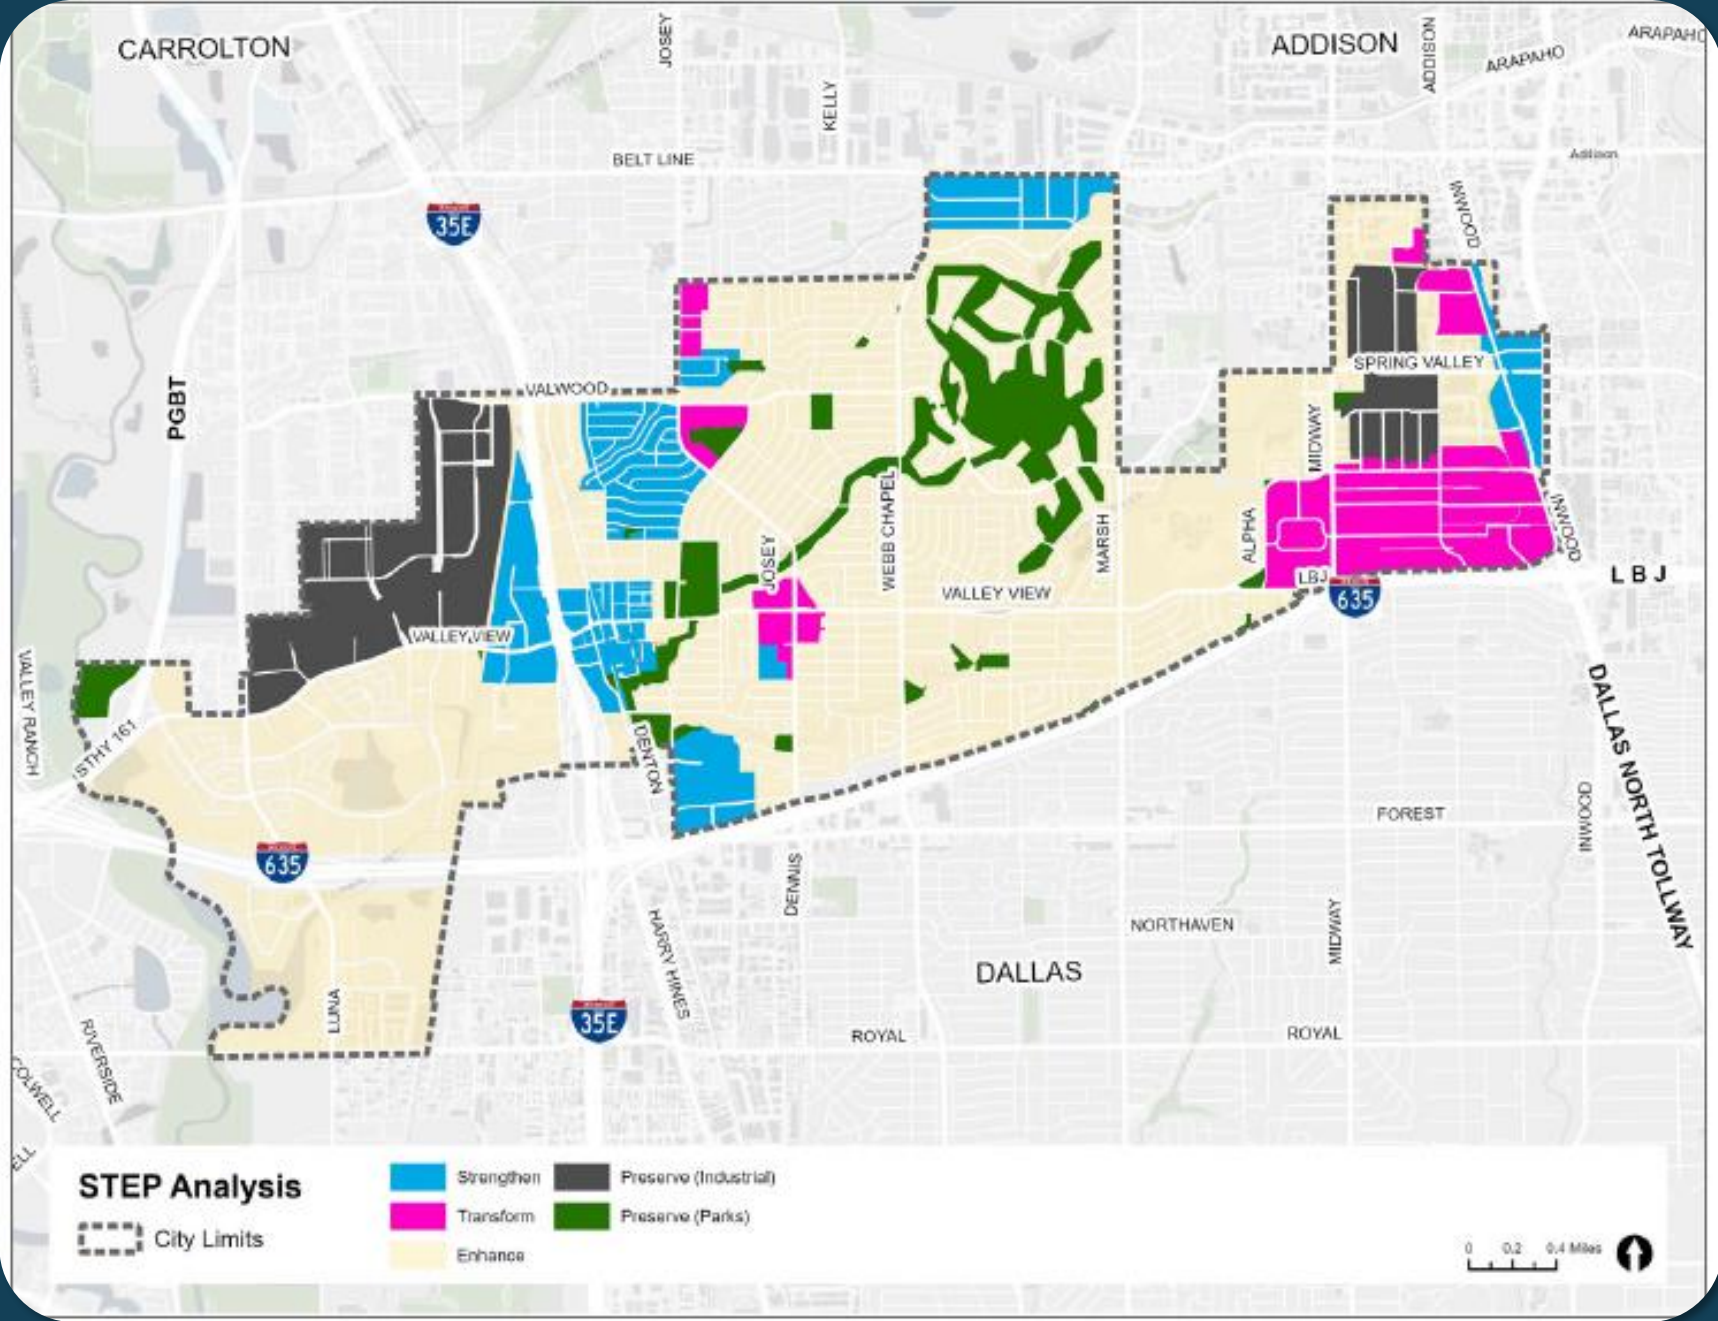 CARROLTON
JOSEY
KELLY
ADDISON
ADDISON
ARAPAHO
ARAPAHO
BELT LINE
Addison
INWOOD
35E
VALWOOD
SPRING VALLEY
PGBT
MIDWAY
WEBB CHAPEL
MARSH
ALPHA
JOSEY
INWOOD
LBJ
LBJ
635
VALLEY VIEW
VALLEY VIEW
VALLEY RANCH
STHY 161
DENTON
DALLAS NORTH TOLLWAY
FOREST
INWOOD
635
DENNIS
HARRY HINES
NORTHAVEN
MIDWAY
DALLAS
LUNA
35E
ROYAL
ROYAL
RIVERSIDE
COLWELL
ELL
STEP Analysis
City Limits
Strengthen
Transform
Enhance
Preserve (Industrial)
Preserve (Parks)
0 0.2 0.4 Miles